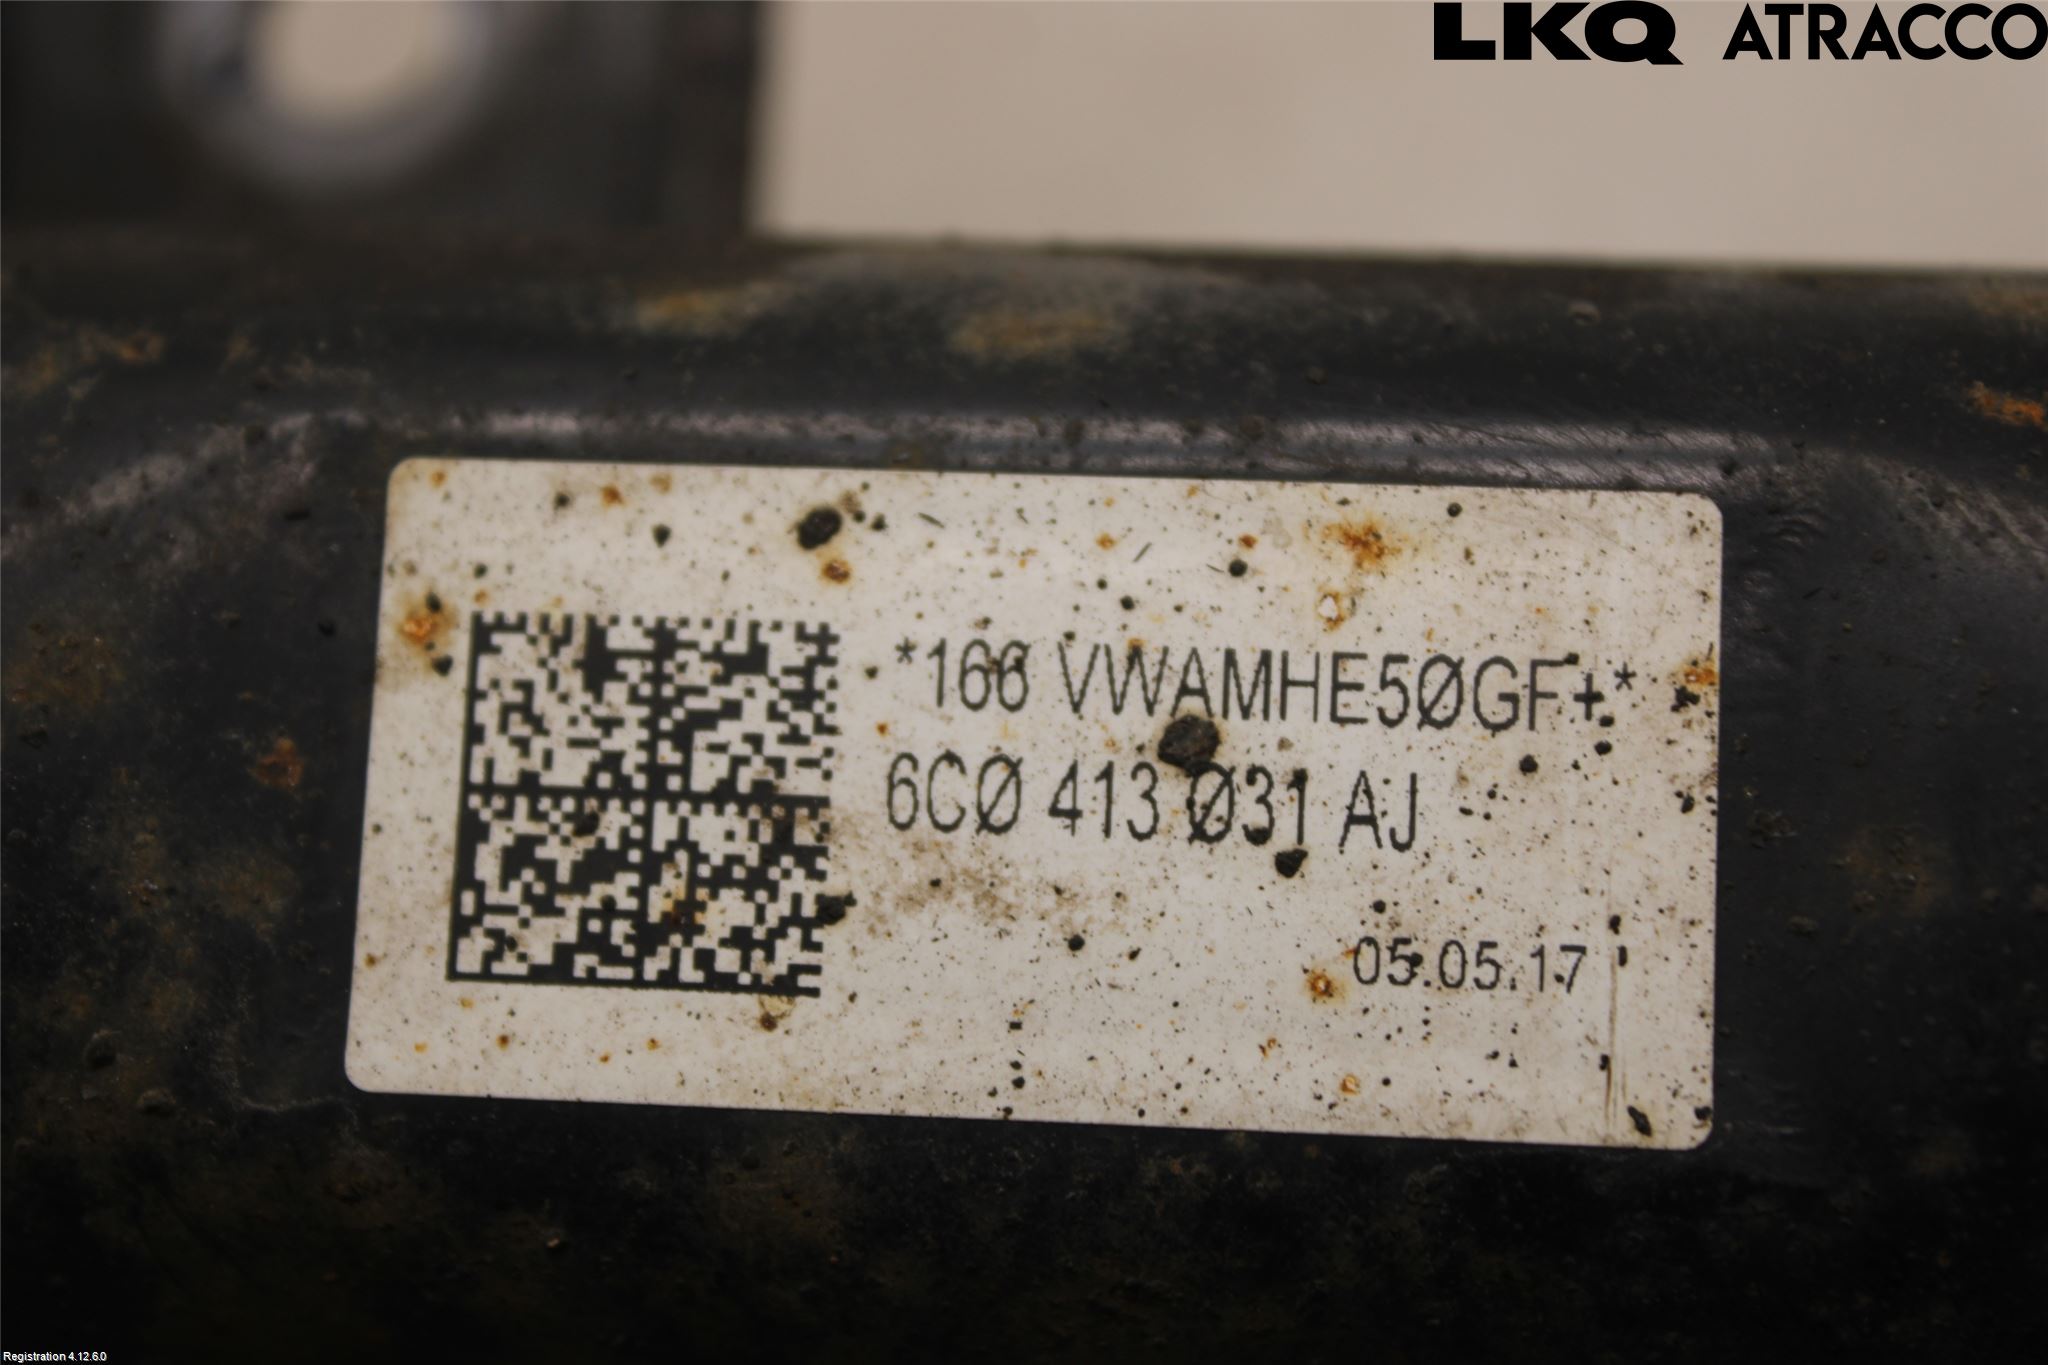 LKQ ATRACCO
*166 VWAMHE5ØGF+*
6CØ 413 Ø31 AJ
05.05.17
Registration 4.12.6.0